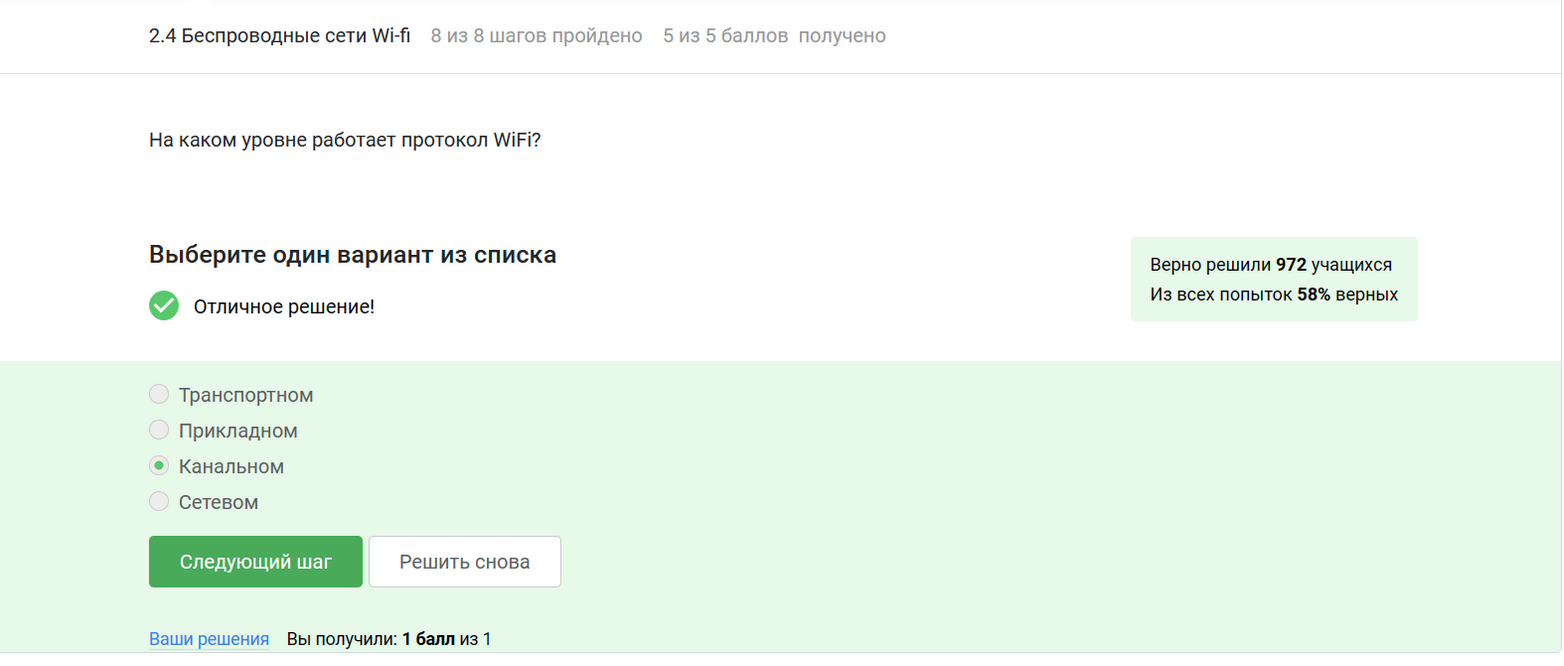 2.4 Беспроводные сети Wi-fi 8 из 8 шагов пройдено 5 из 5 баллов получено
На каком уровне работает протокол WiFi?
Выберите один вариант из списка
Отличное решение!
Верно решили 972 учащихся
Из всех попыток 58% верных
Транспортном
Прикладном
Канальном
Сетевом
Следующий шаг
Решить снова
Ваши решения Вы получили: 1 балл из 1